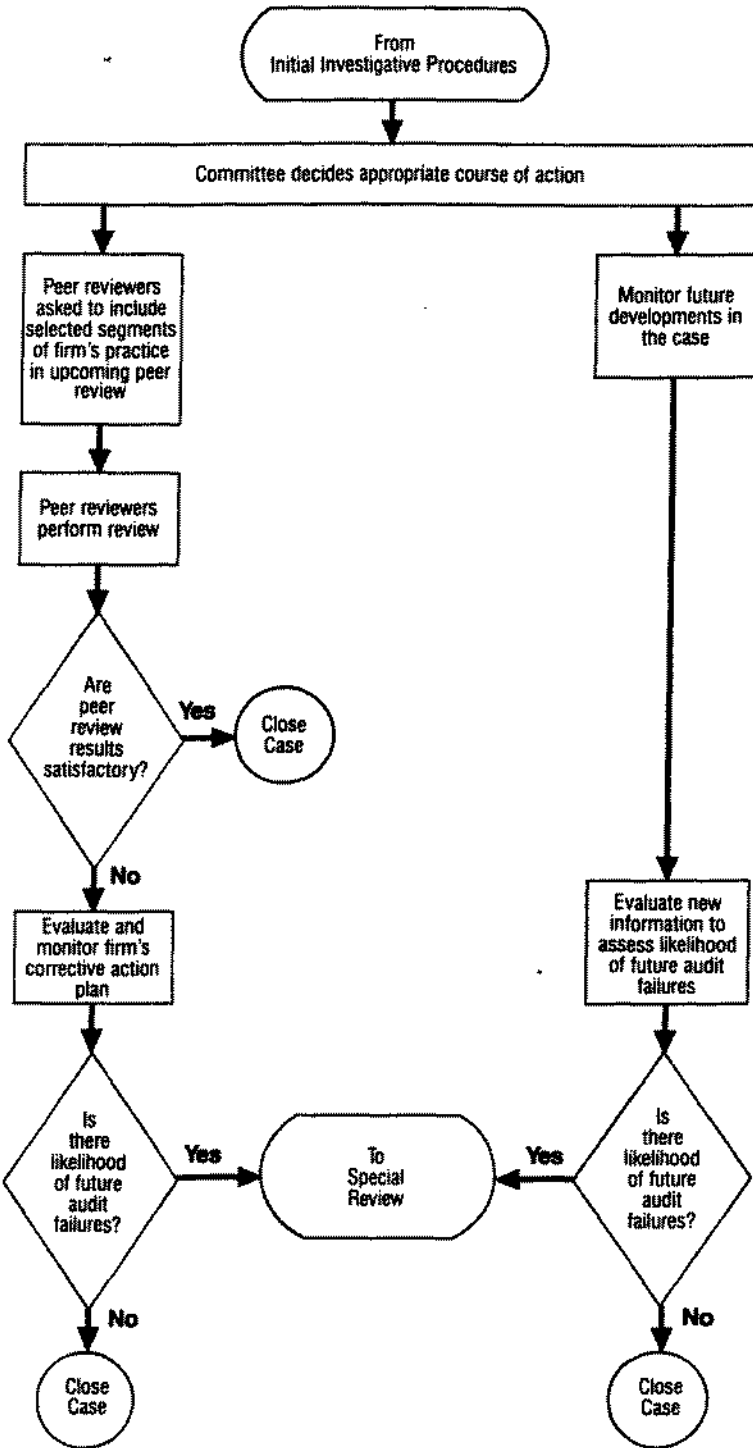 From
Initial Investigative Procedures
Committee decides appropriate course of action
Peer reviewers
asked to include
selected segments
of firm's practice
in upcoming peer
review
Monitor future
developments in
the case
Peer reviewers
perform review
Are
peer
review
results
satisfactory?
Yes
Close
Case
No
Evaluate and
monitor firm's
corrective action
plan
Evaluate new
information to
assess likelihood
of future audit
failures
Is
there
likelihood
of future
audit
failures?
Yes
To
Special
Review
Yes
Is
there
likelihood
of future
audit
failures?
No
Close
Case
No
Close
Case